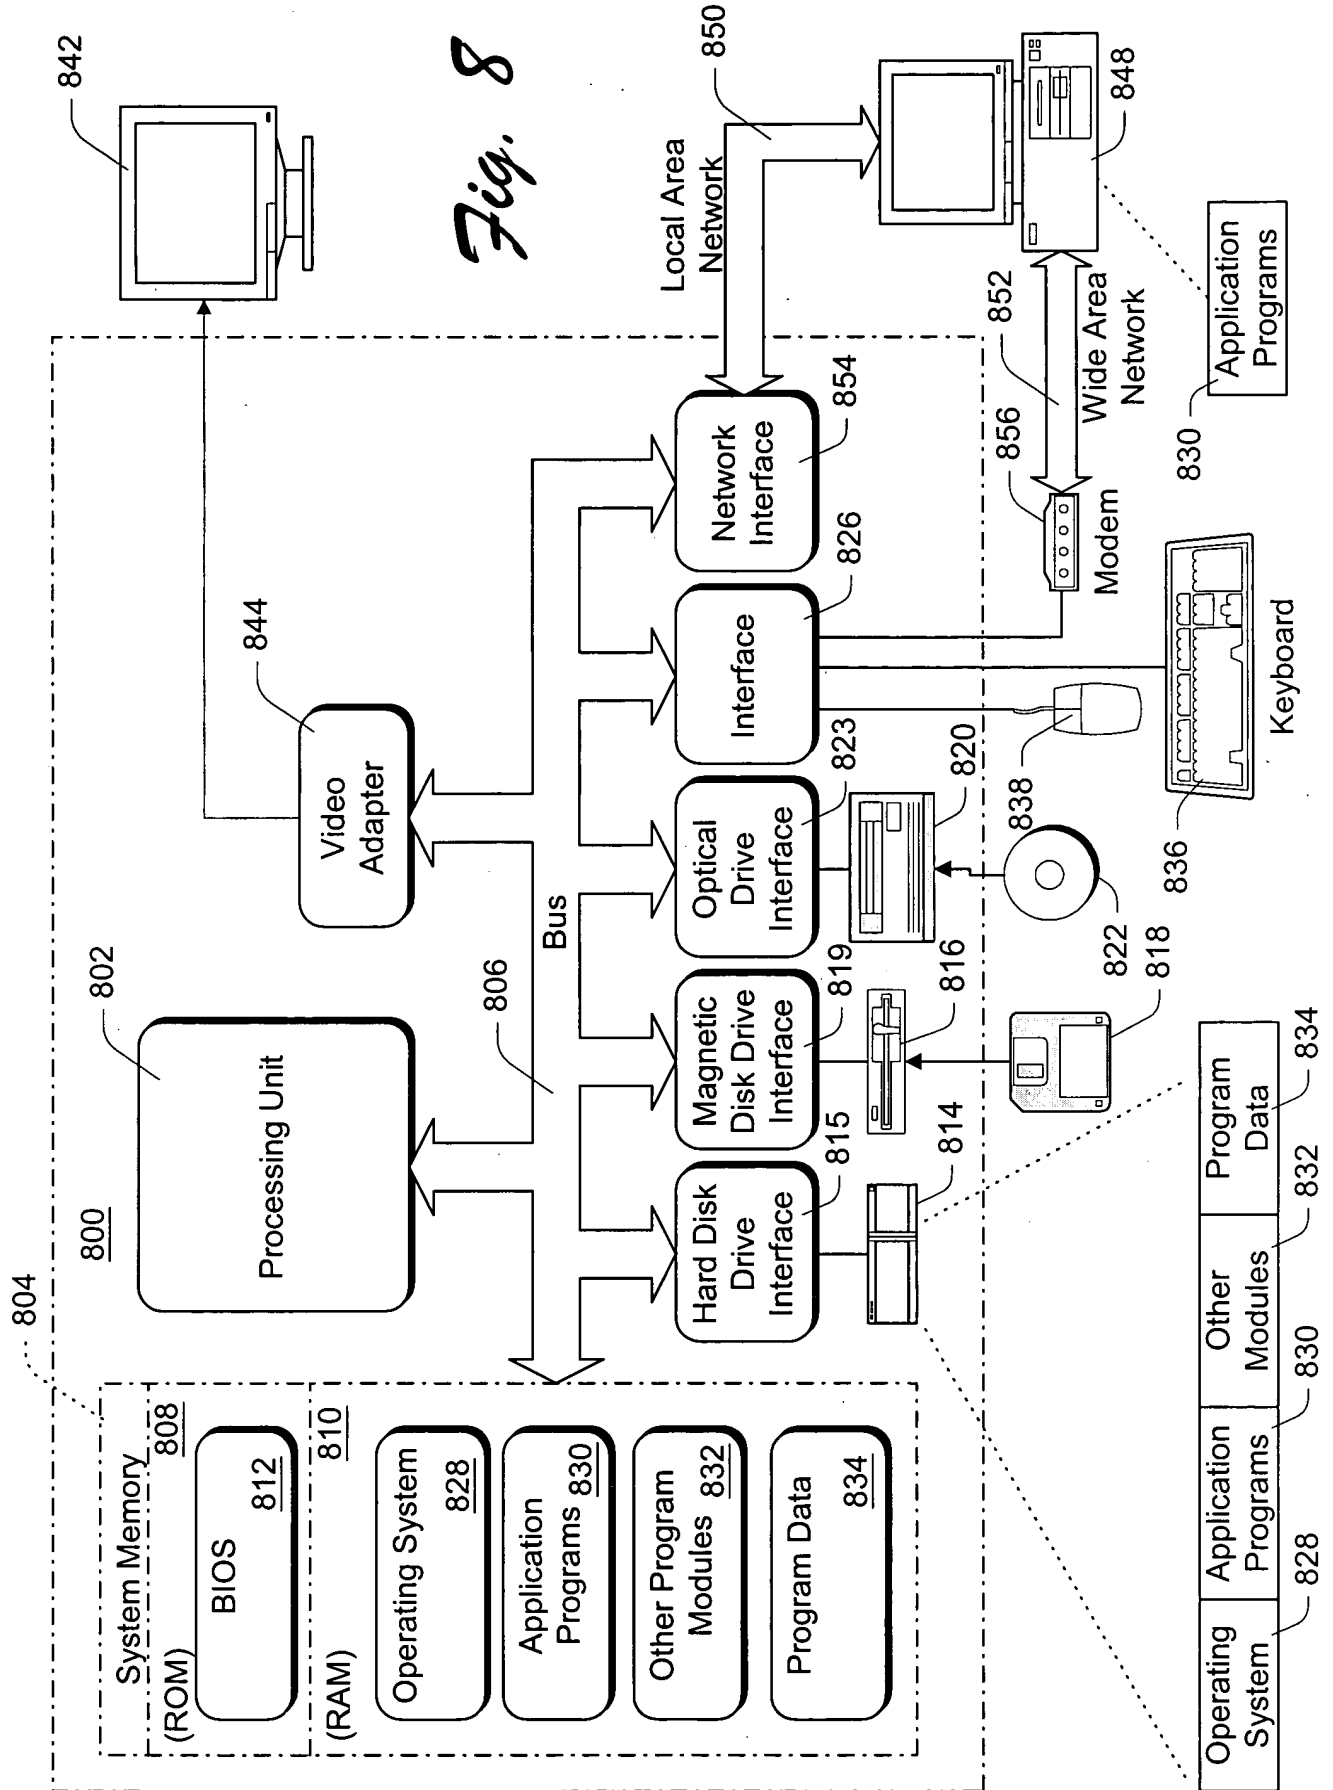 804
800
802
844
842
System Memory
(ROM) 808
BIOS
812
(RAM) 810
Operating System
828
Application
Programs 830
Other Program
Modules 832
Program Data
834
Processing Unit
Video
Adapter
806
Bus
Fig. 8
Hard Disk
Drive
Interface
Magnetic
Disk Drive
Interface
Optical
Drive
Interface
Interface
Network
Interface
Local Area
Network
850
815
819
823
826
854
814
816
820
852
Wide Area
Network
848
818
822
838
856
Modem
836
Keyboard
830
Application
Programs
Operating
System
Application
Programs
Other
Modules
Program
Data
828
830
832
834